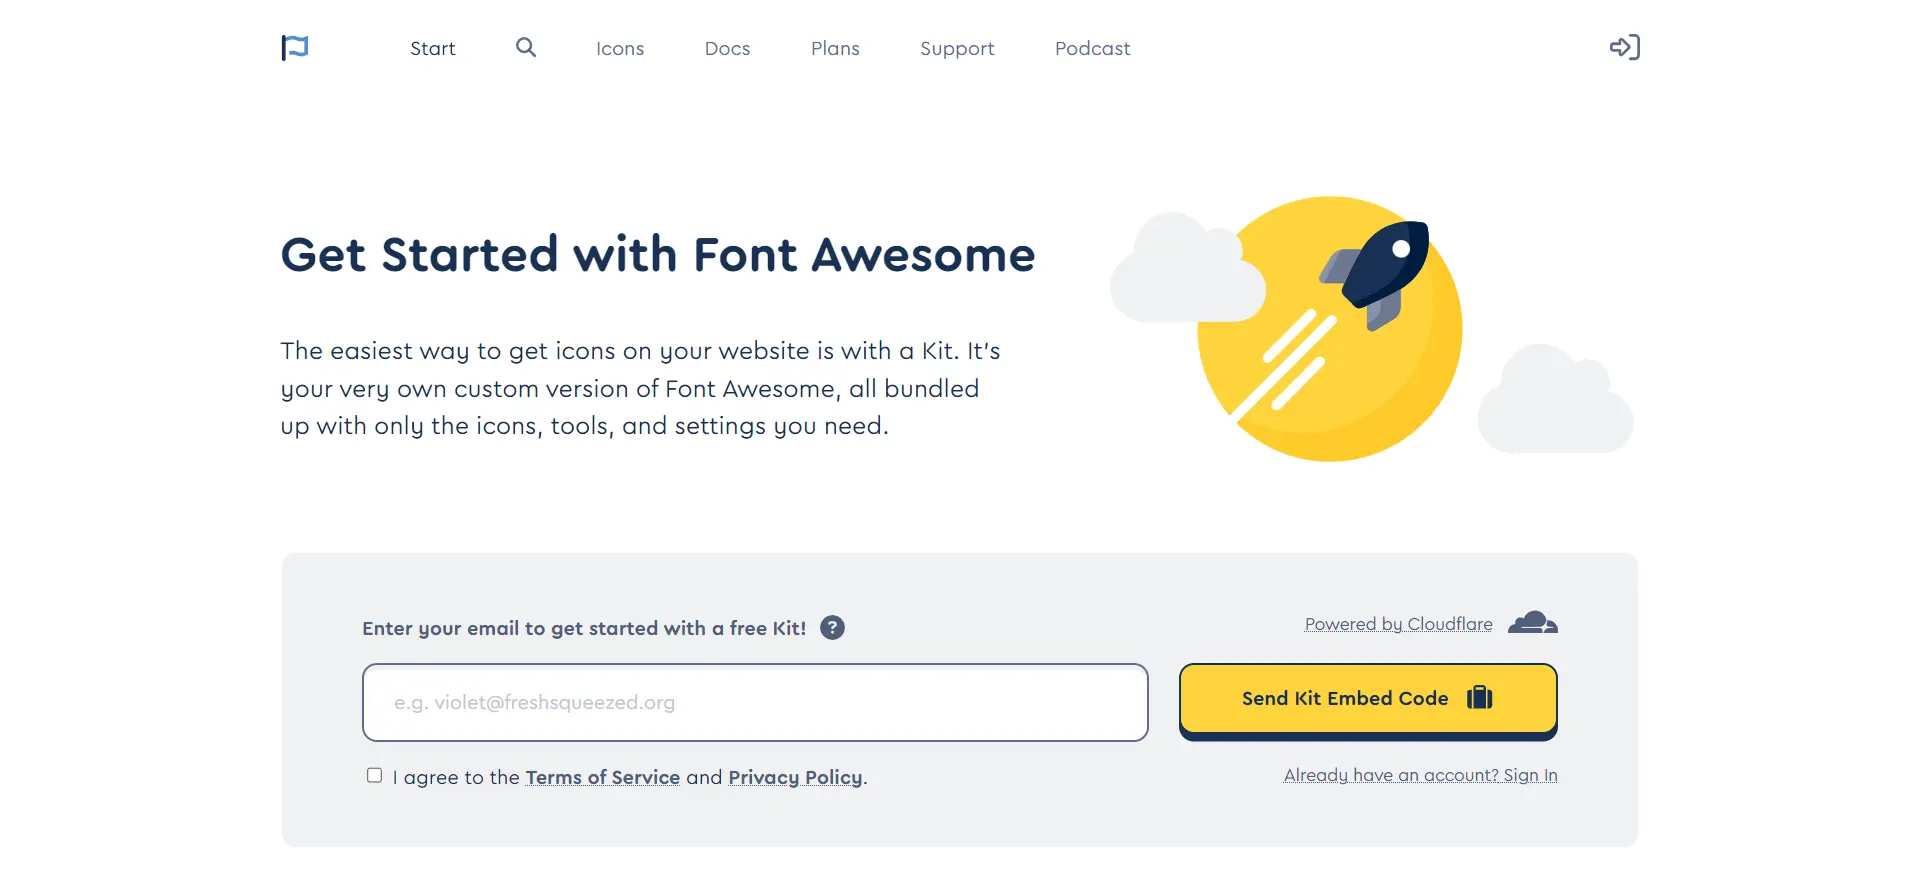 Start
Icons
Docs
Plans
Support
Podcast
Get Started with Font Awesome
The easiest way to get icons on your website is with a Kit. It's
your very own custom version of Font Awesome, all bundled
up with only the icons, tools, and settings you need.
Enter your email to get started with a free Kit! ?
Powered by Cloudflare
e.g. violet@freshsqueezed.org
Send Kit Embed Code
I agree to the Terms of Service and Privacy Policy.
Already have an account? Sign In